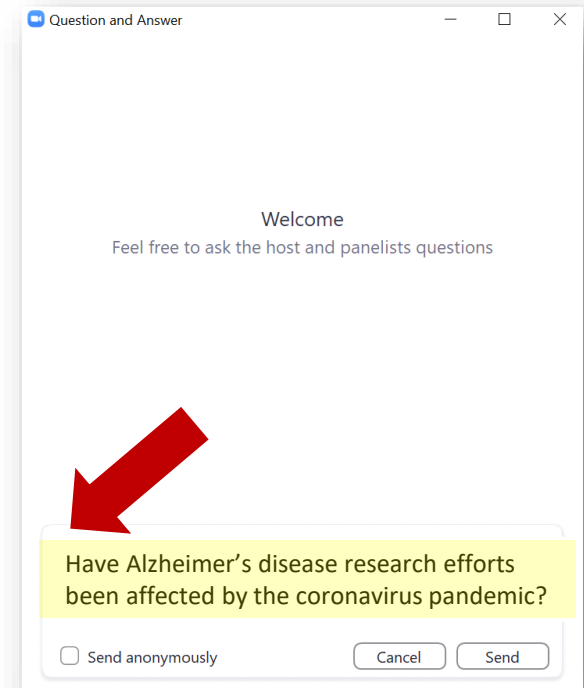 Question and Answer
Welcome
Feel free to ask the host and panelists questions
Have Alzheimer’s disease research efforts
been affected by the coronavirus pandemic?
Send anonymously
Cancel
Send